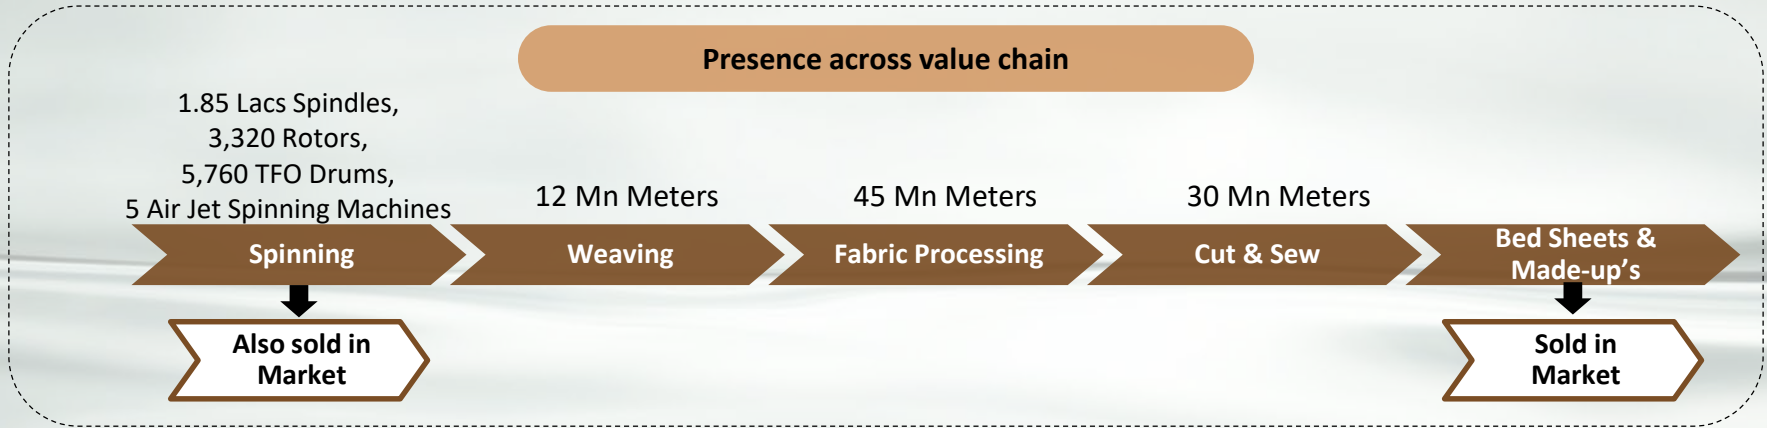 Presence across value chain
1.85 Lacs Spindles,
3,320 Rotors,
5,760 TFO Drums,
5 Air Jet Spinning Machines
12 Mn Meters
45 Mn Meters
30 Mn Meters
Spinning
Weaving
Fabric Processing
Cut & Sew
Bed Sheets &
Made-up’s
Also sold in
Market
Sold in
Market